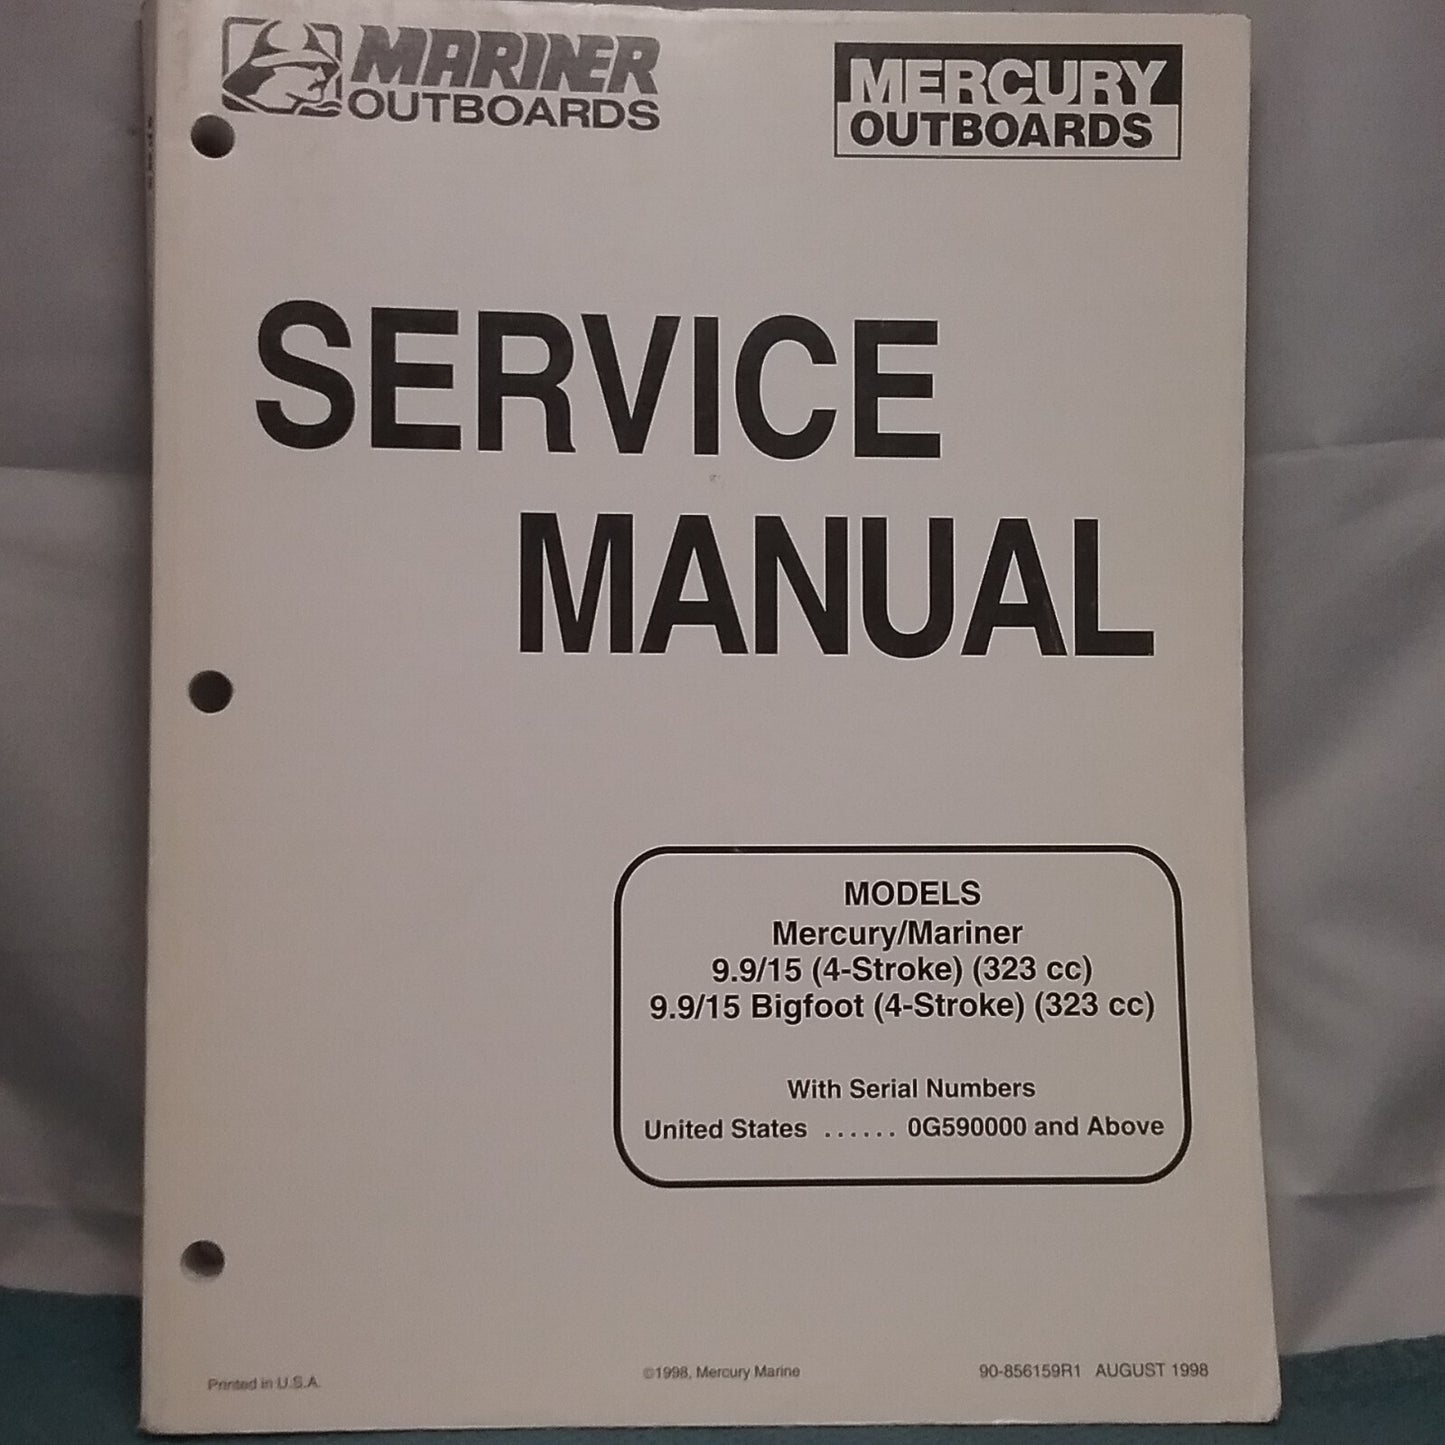 MARINER
OUTBOARDS
MERCURY
OUTBOARDS
SERVICE
MANUAL
MODELS
Mercury/Mariner
9.9/15 (4-Stroke) (323 cc)
9.9/15 Bigfoot (4-Stroke) (323 cc)
With Serial Numbers
United States ...... 0G590000 and Above
Printed in U.S.A.
©1998, Mercury Marine
90-856159R1 AUGUST 1998